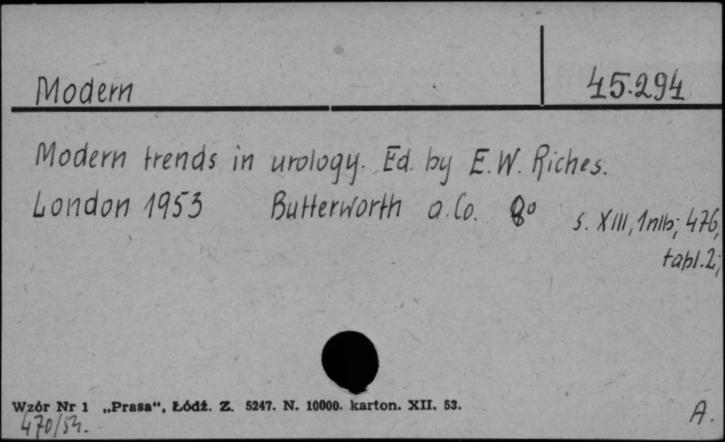 Modern 45.294
Modern trends in urology. Ed. by E.W. Riches.
London 1953 Butterworth a. Co. 8° s. XIII, 1nlb; 476,
tabl.2;
Wzór Nr 1 „Prasa“, Łódź. Z. 5247. N. 10000. karton. XII. 53.
470/54. A.